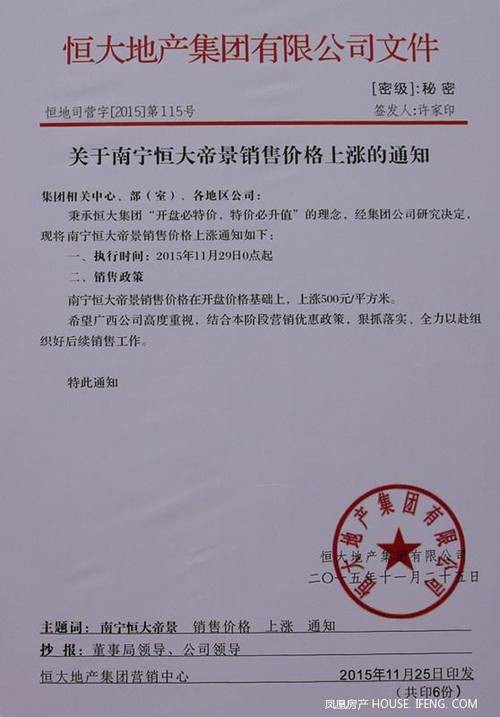 恒大地产集团有限公司文件
[密级]:秘密
恒地司营字[2015]第115号
签发人:许家印
关于南宁恒大帝景销售价格上涨的通知
集团相关中心、部（室）、各地区公司：
秉承恒大集团“开盘必特价，特价必升值”的理念，经集团公司研究决定，
现将南宁恒大帝景销售价格上涨通知如下：
一、执行时间：2015年11月29日0点起
二、销售政策
南宁恒大帝景销售价格在开盘价格基础上，上涨500元/平方米。
希望广西公司高度重视，结合本阶段营销优惠政策，狠抓落实、全力以赴组
织好后续销售工作。
特此通知
恒大地产集团有限公司
恒大地产集团有限公司
二〇一五年十一月二十五日
主题词：南宁恒大帝景 销售价格 上涨 通知
抄 报：董事局领导、公司领导
恒大地产集团营销中心
2015年11月25日印发
（共印6份）
凤凰房产 HOUSE.IFENG.COM